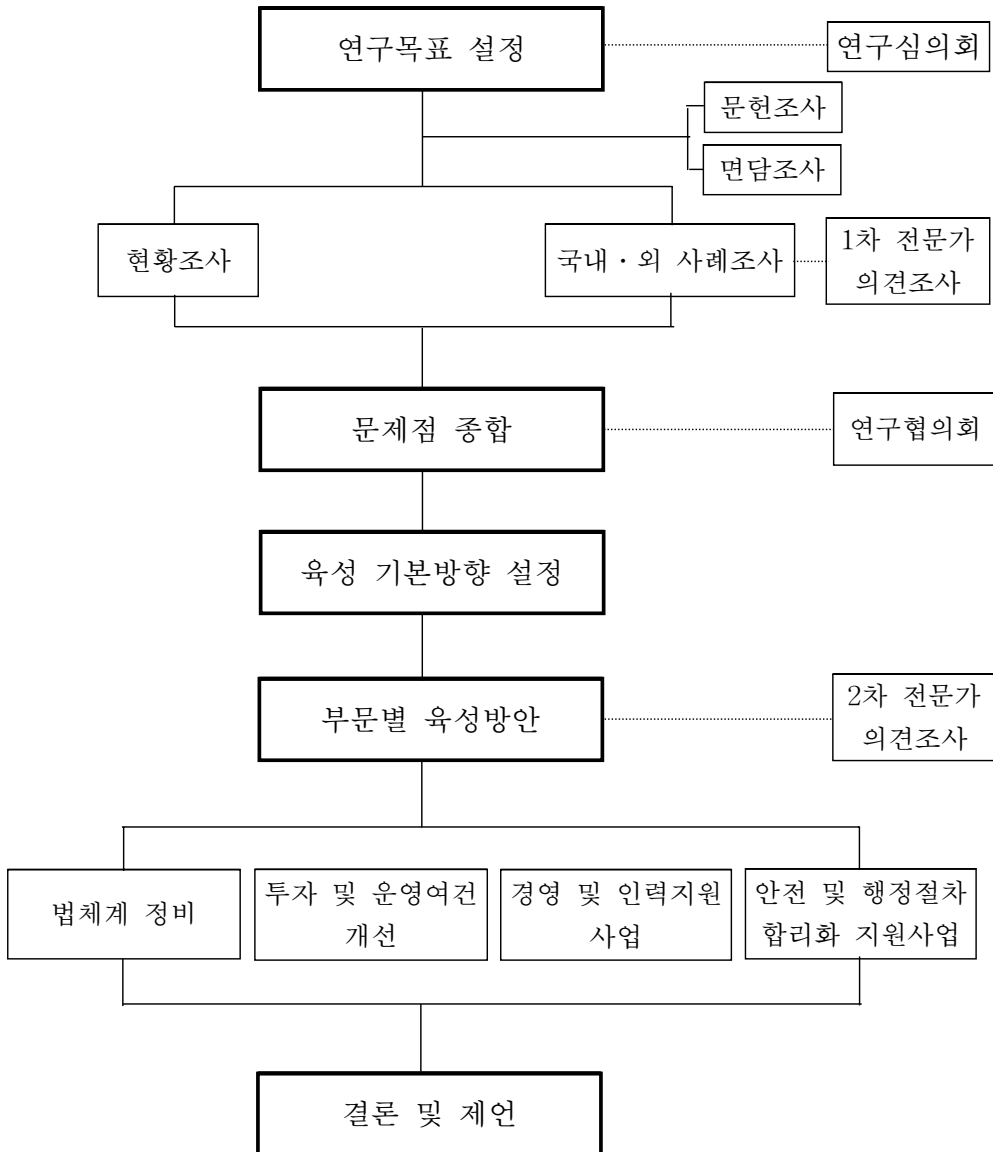 연구목표 설정
연구심의회
문헌조사
면담조사
현황조사
국내·외 사례조사
1차 전문가
의견조사
문제점 종합
연구협의회
육성 기본방향 설정
부문별 육성방안
2차 전문가
의견조사
법체계 정비
투자 및 운영여건
개선
경영 및 인력지원
사업
안전 및 행정절차
합리화 지원사업
결론 및 제언